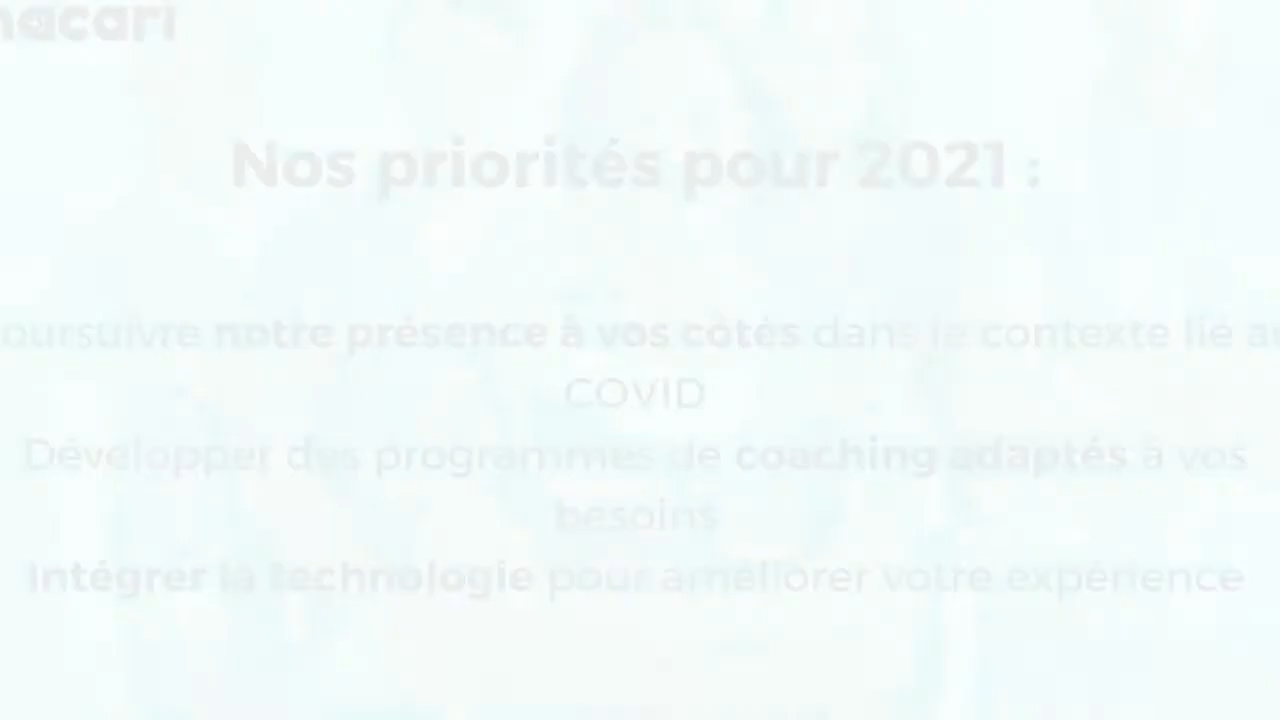 macari
Nos priorités pour 2021 :
oursuivre notre présence à vos côtés dans le contexte lié au
COVID
Développer des programmes de coaching adaptés à vos
besoins
Intégrer la technologie pour améliorer votre expérience